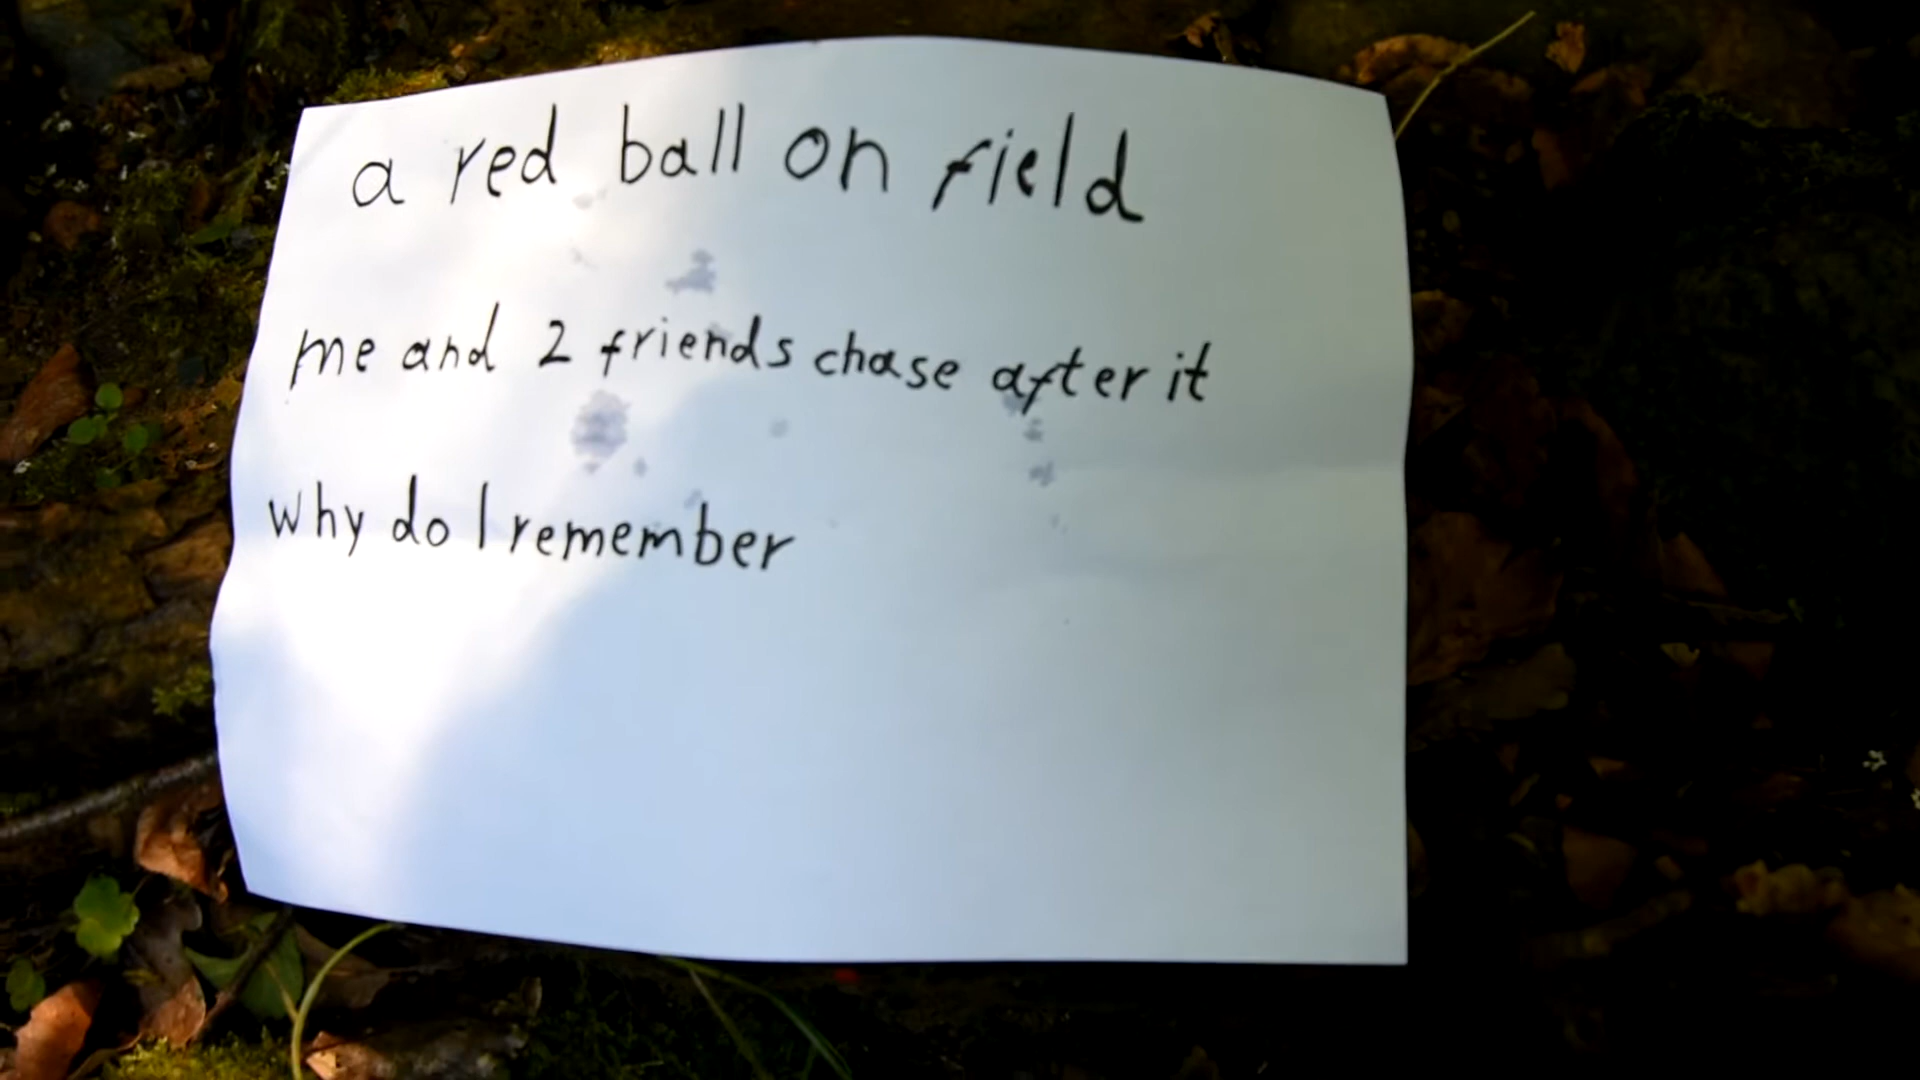 a red ball on field
me and 2 friends chase after it
why do I remember